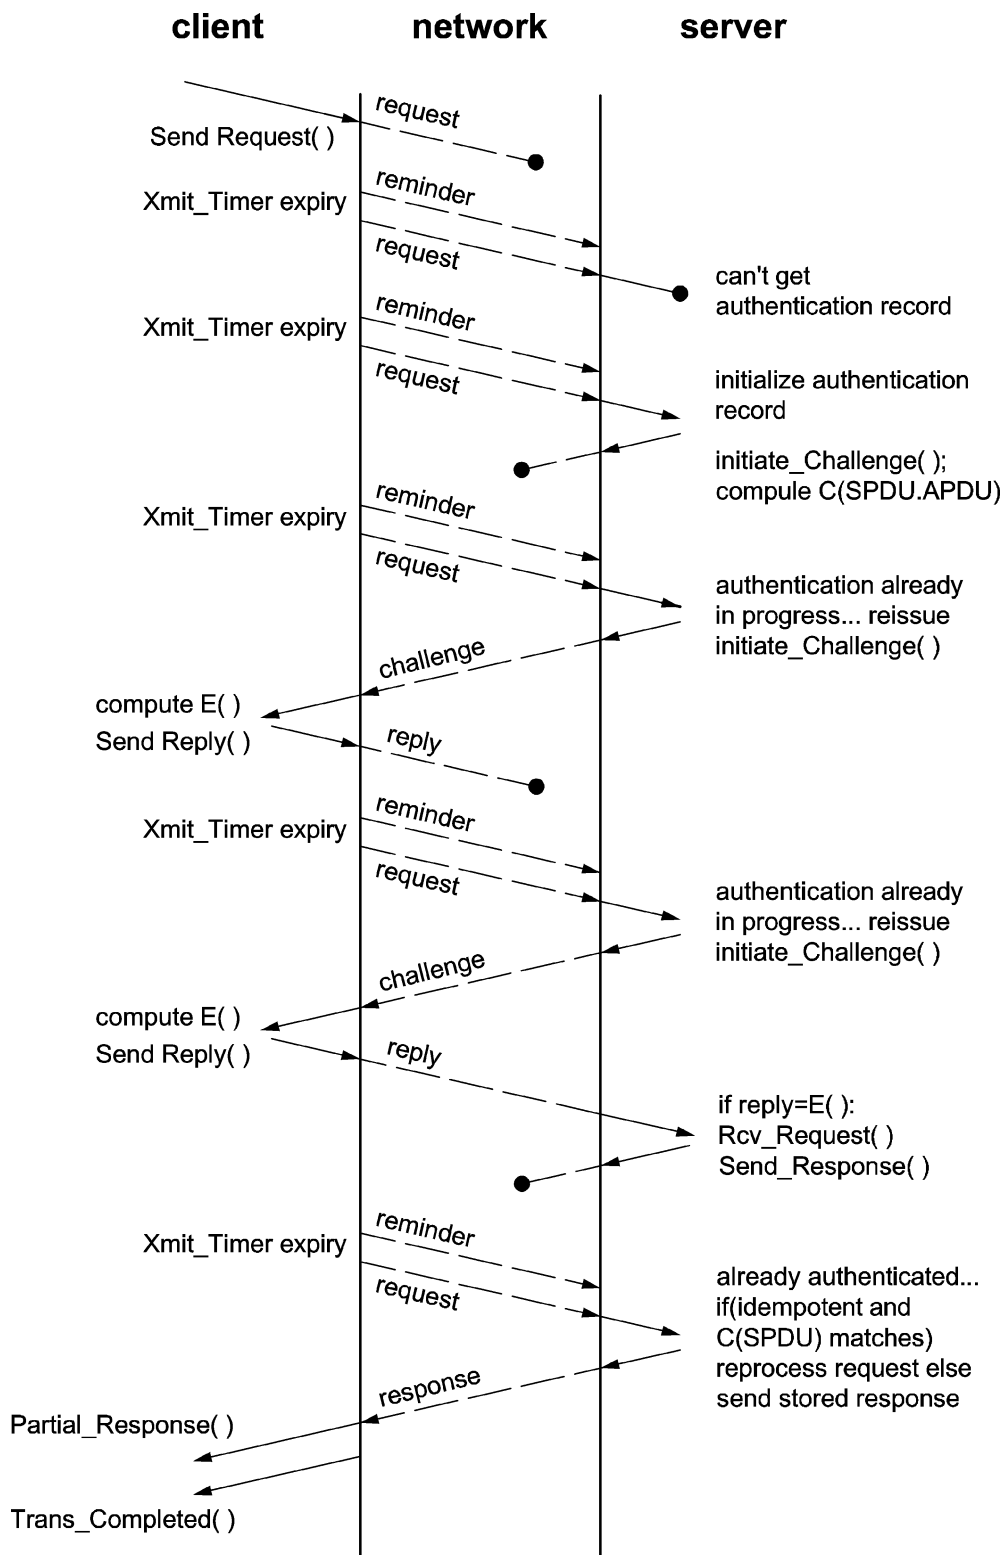 client network server
request
Send Request( )
reminder
Xmit_Timer expiry
request
can't get
authentication record
reminder
Xmit_Timer expiry
request
initialize authentication
record
initiate_Challenge( );
compule C(SPDU.APDU)
reminder
Xmit_Timer expiry
request
authentication already
in progress... reissue
initiate_Challenge( )
challenge
compute E( )
Send Reply( )
reply
reminder
Xmit_Timer expiry
request
authentication already
in progress... reissue
initiate_Challenge( )
challenge
compute E( )
Send Reply( )
reply
if reply=E( ):
Rcv_Request( )
Send_Response( )
reminder
Xmit_Timer expiry
request
already authenticated...
if(idempotent and
C(SPDU) matches)
reprocess request else
send stored response
response
Partial_Response( )
Trans_Completed( )